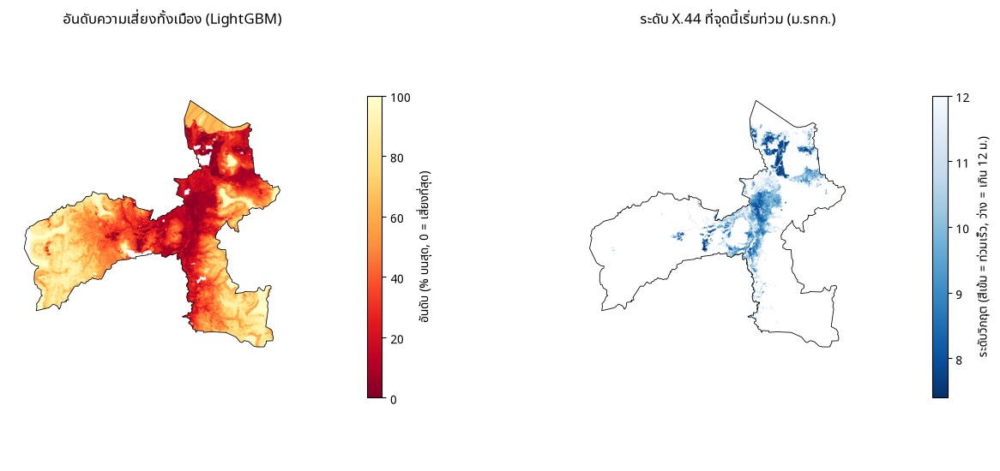 อันดับความเสี่ยงทั้งเมือง (LightGBM)
100
80
60
40
20
0
อันดับ (% บนสุด, 0 = เสี่ยงที่สุด)
ระดับ X.44 ที่จุดนี้เริ่มท่วม (ม.รทก.)
12
11
10
9
8
ระดับวิกฤต (สีเข้ม = ท่วมเร็ว, ว่าง = เกิน 12 ม.)